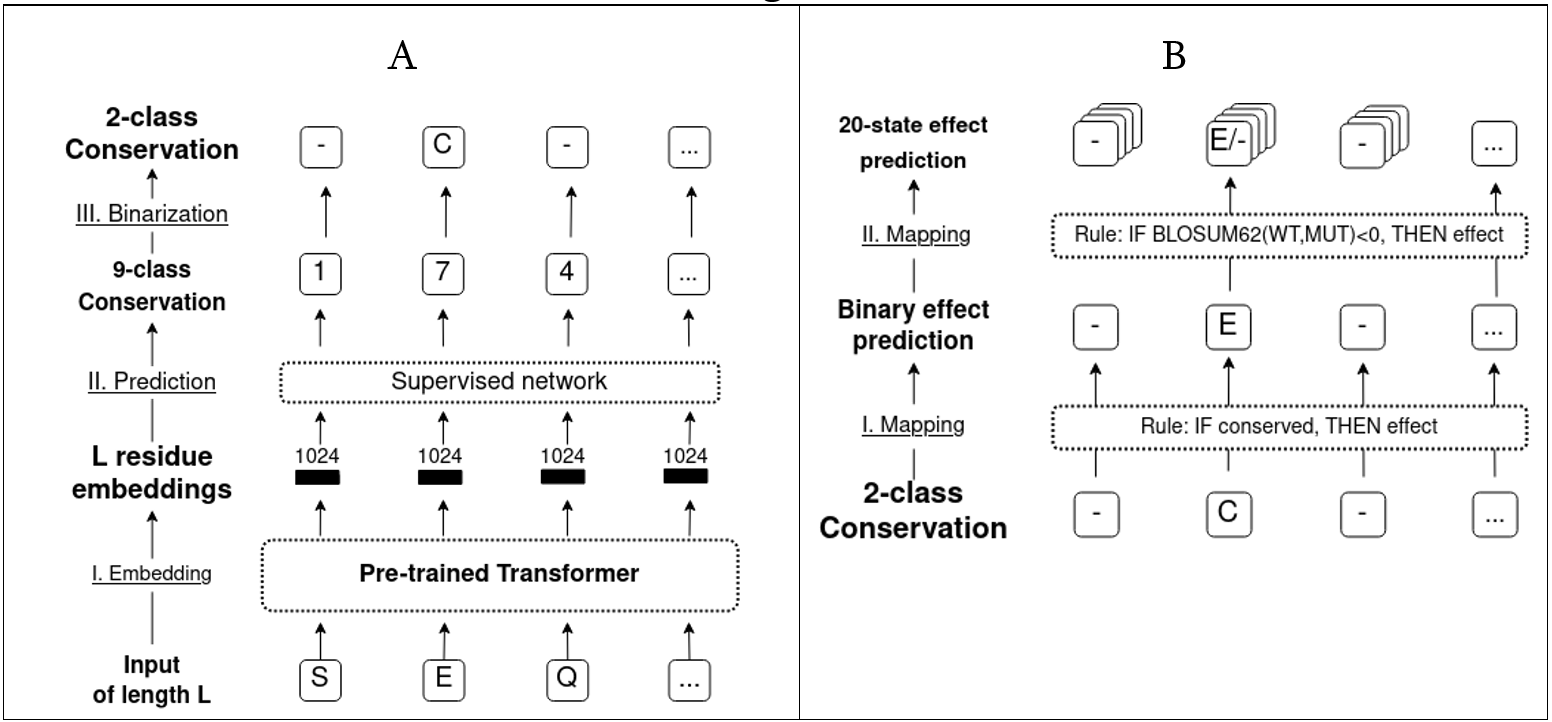 A
2-class
Conservation
- C - ...
III. Binarization
9-class
Conservation
1 7 4 ...
Supervised network
II. Prediction
1024 1024 1024 1024
L residue
embeddings
Pre-trained Transformer
I. Embedding
Input
of length L
S E Q ...
B
20-state effect
prediction
- E/- - ...
II. Mapping
Rule: IF BLOSUM62(WT,MUT)<0, THEN effect
Binary effect
prediction
- E - ...
I. Mapping
Rule: IF conserved, THEN effect
2-class
Conservation
- C - ...